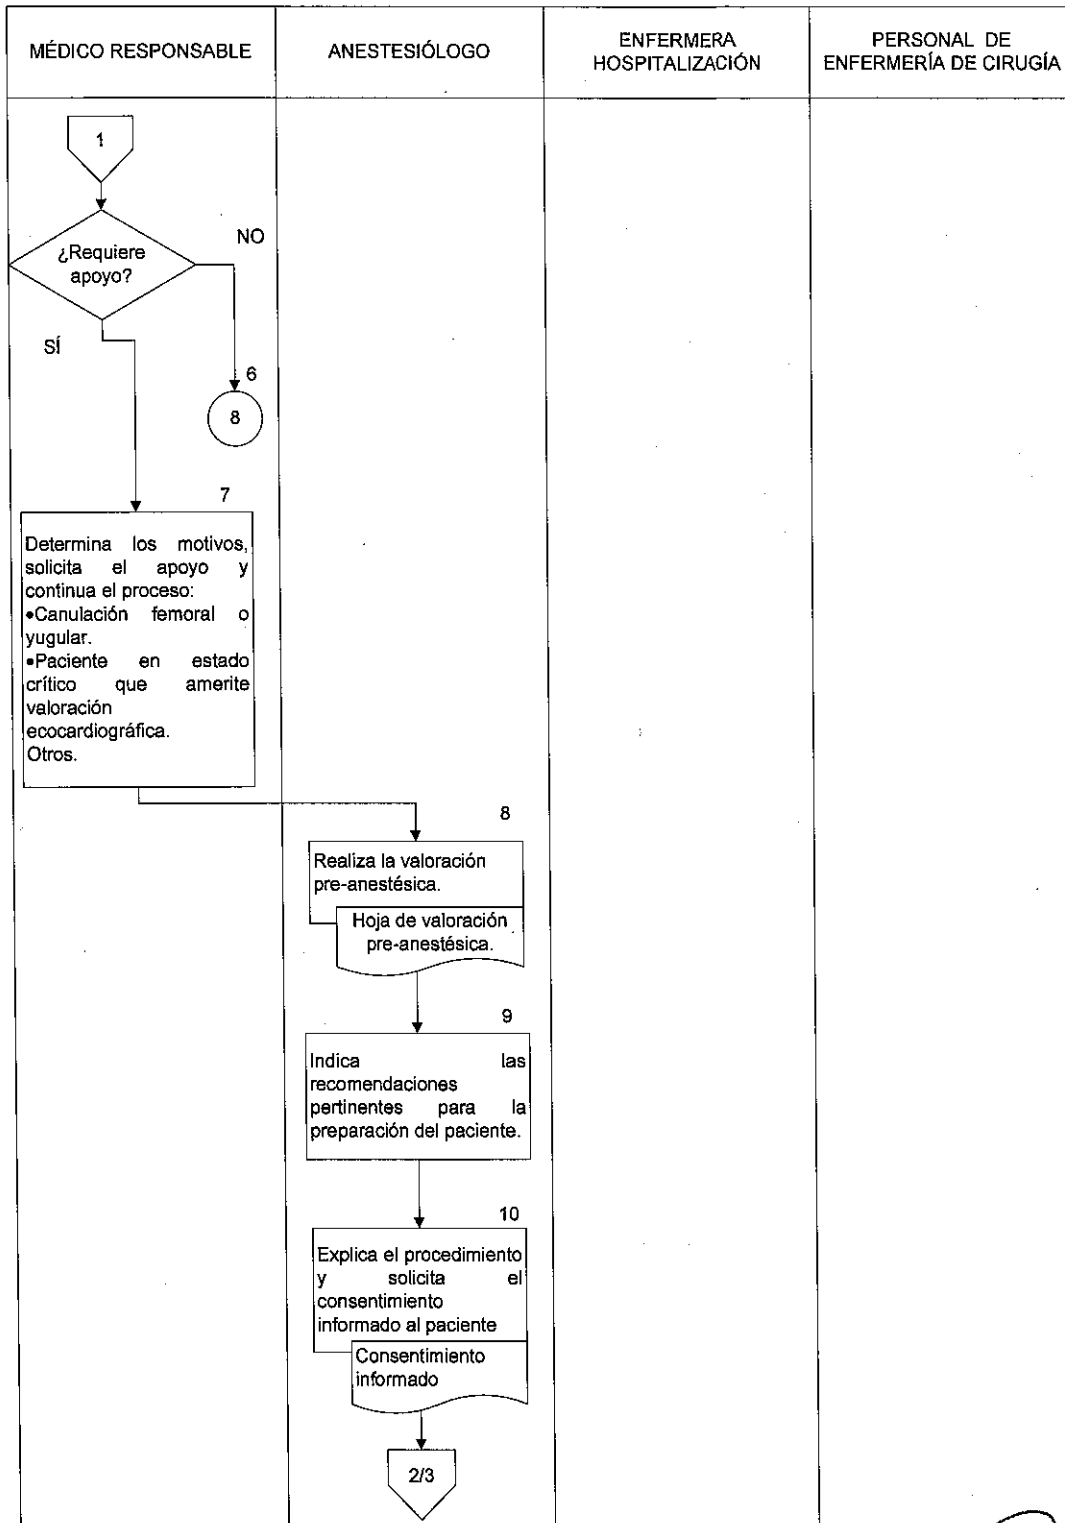 MÉDICO RESPONSABLE
ANESTESIÓLOGO
ENFERMERA
HOSPITALIZACIÓN
PERSONAL DE
ENFERMERÍA DE CIRUGÍA
1
¿Requiere
apoyo?
NO
SÍ
6
8
7
Determina los motivos,
solicita el apoyo y
continua el proceso:
•Canulación femoral o
yugular.
•Paciente en estado
crítico que amerite
valoración
ecocardiográfica.
Otros.
8
Realiza la valoración
pre-anestésica.
Hoja de valoración
pre-anestésica.
9
Indica las
recomendaciones
pertinentes para la
preparación del paciente.
10
Explica el procedimiento
y solicita el
consentimiento
informado al paciente
Consentimiento
informado
2/3